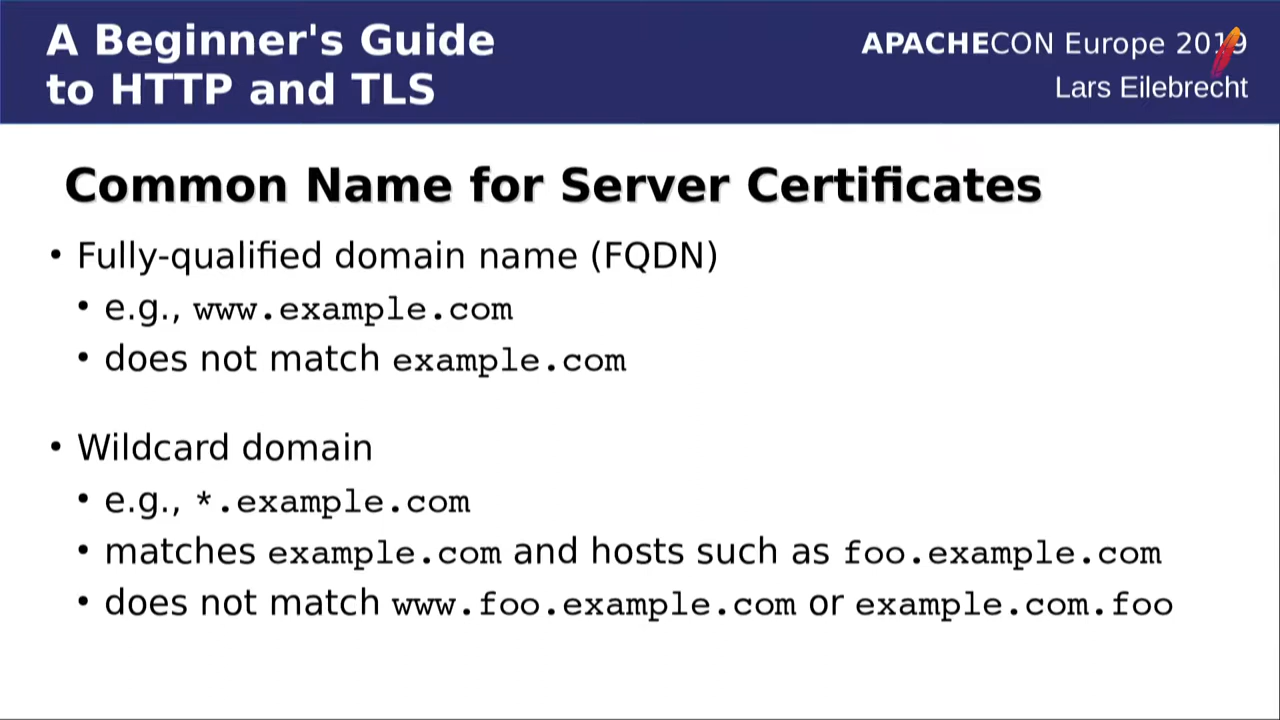 A Beginner's Guide
to HTTP and TLS
APACHECON Europe 2019
Lars Eilebrecht
Common Name for Server Certificates
• Fully-qualified domain name (FQDN)
• e.g., www.example.com
• does not match example.com
• Wildcard domain
• e.g., *.example.com
• matches example.com and hosts such as foo.example.com
• does not match www.foo.example.com or example.com.foo